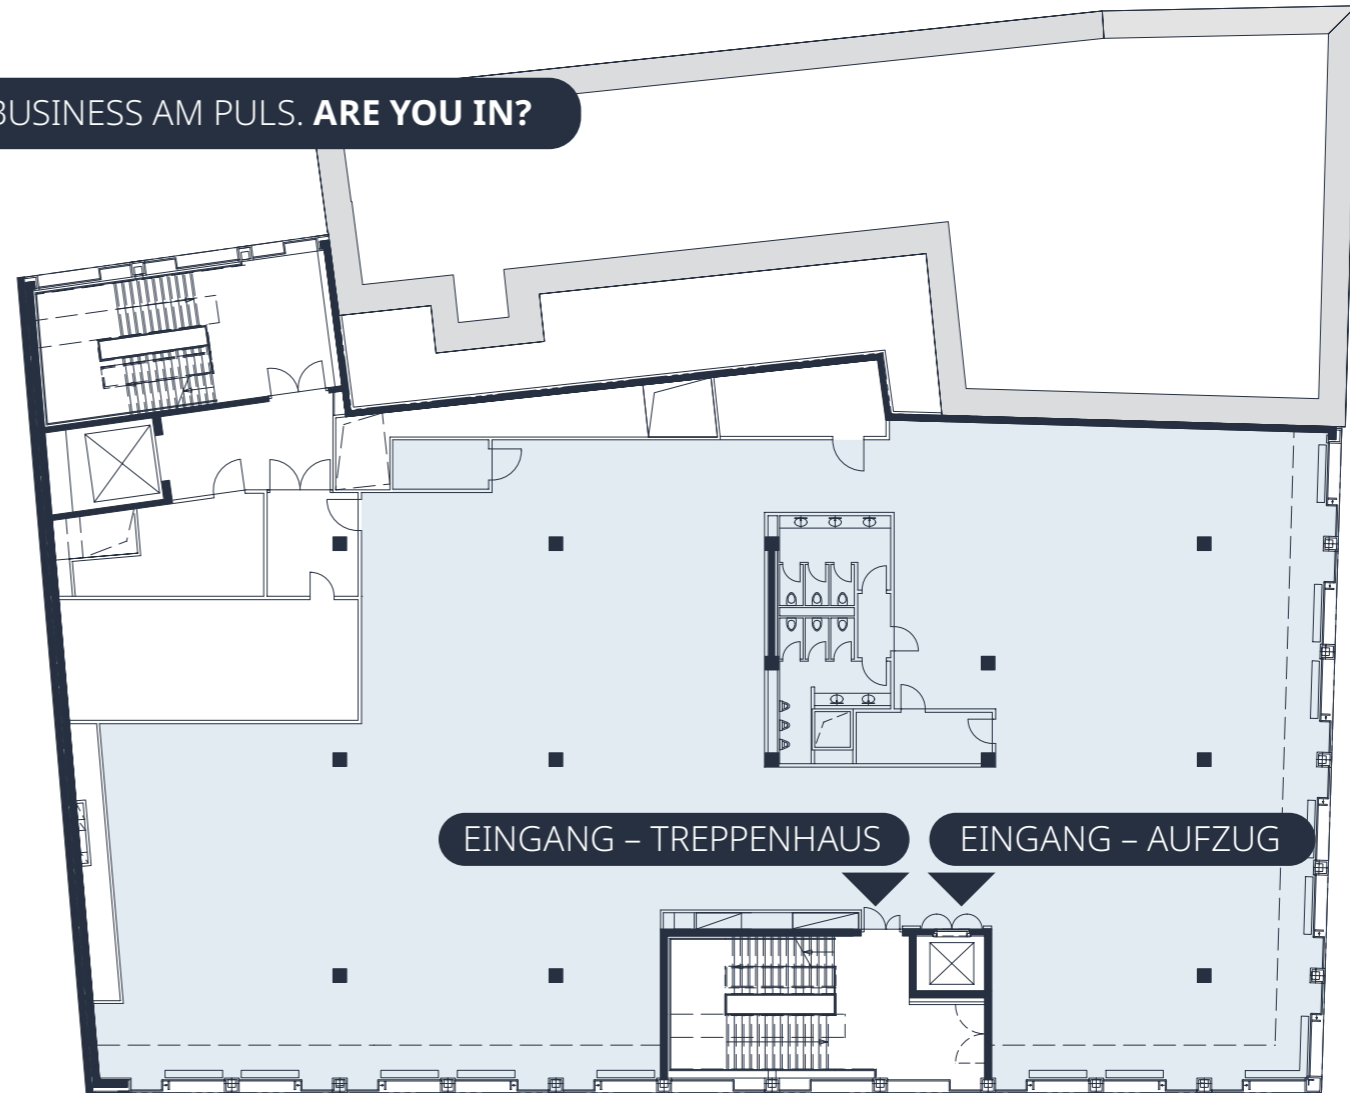 BUSINESS AM PULS. ARE YOU IN?
EINGANG – TREPPENHAUS
EINGANG – AUFZUG